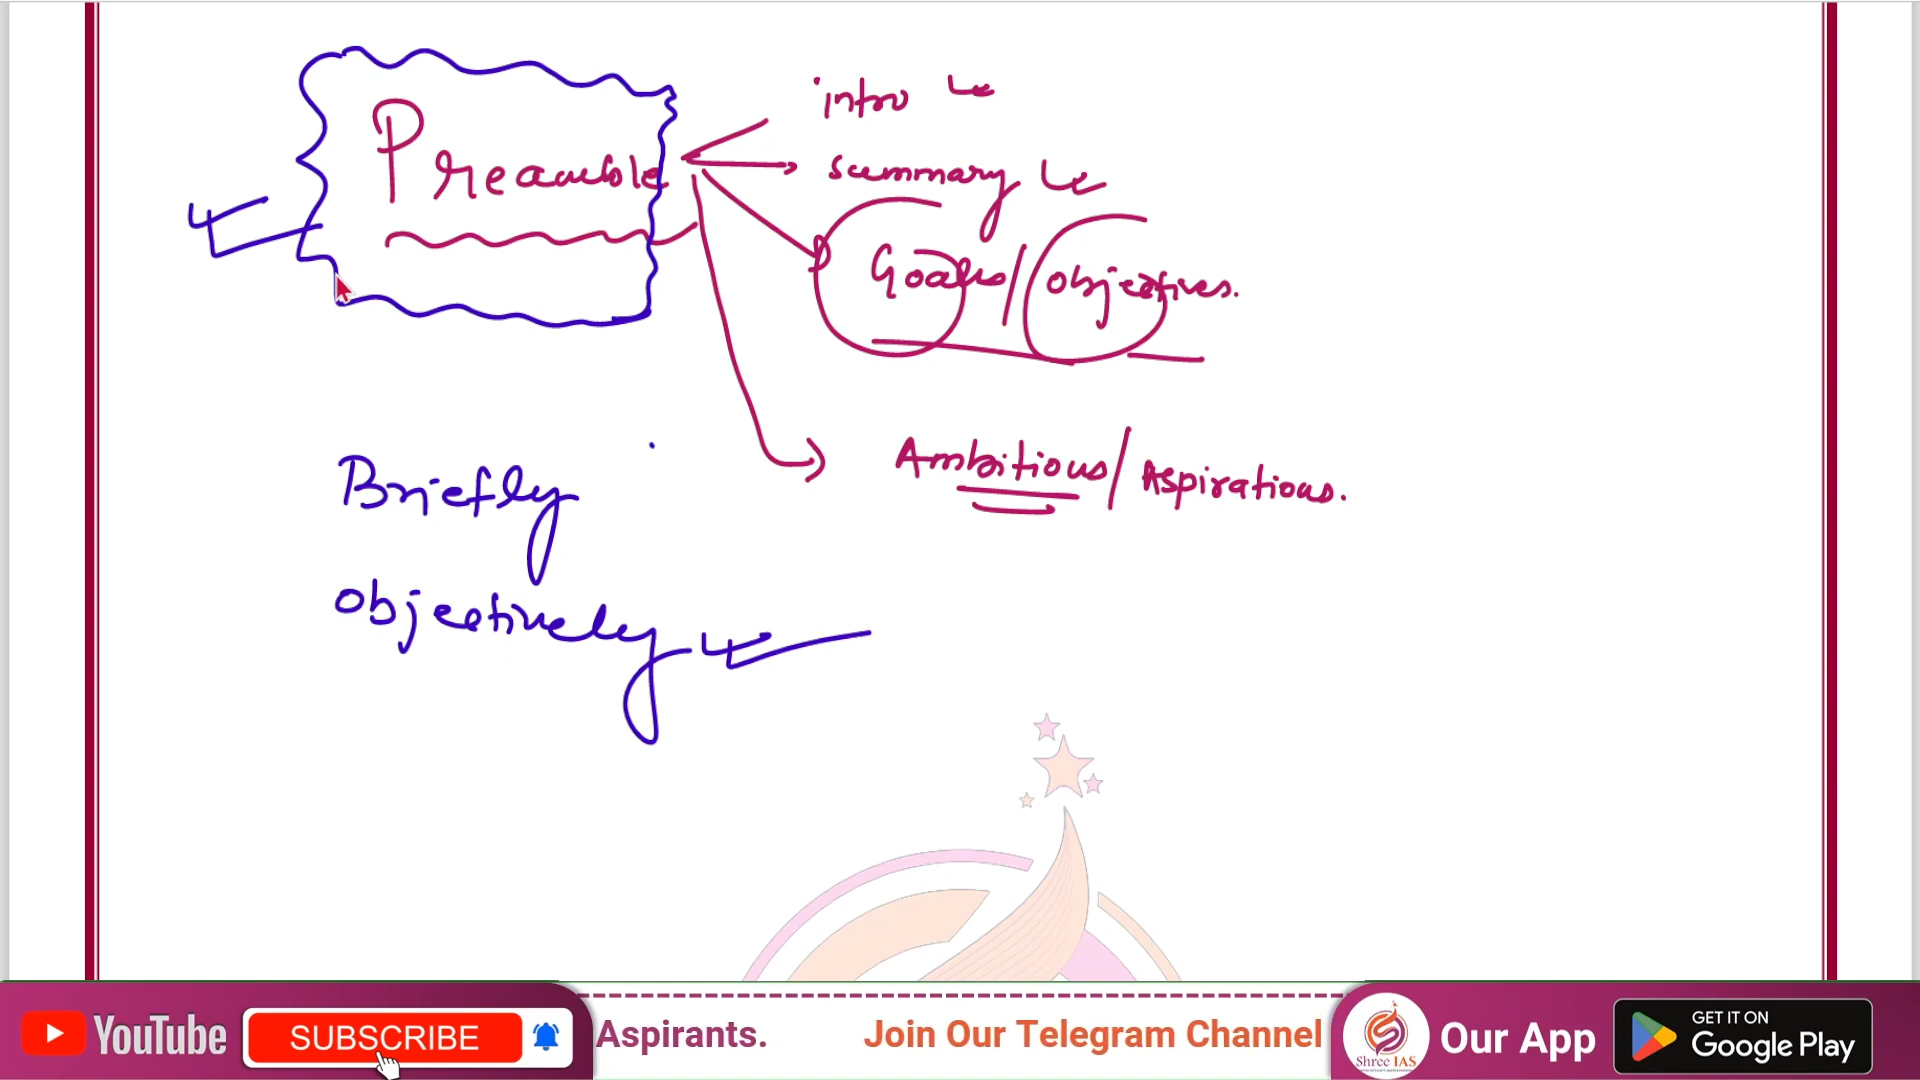 Preamble
intro
summary
Goals/objectives.
Ambitious/Aspirations.
Briefly
objectively
YouTube
SUBSCRIBE
Aspirants.
Join Our Telegram Channel
Shree IAS
Our App
GET IT ON
Google Play